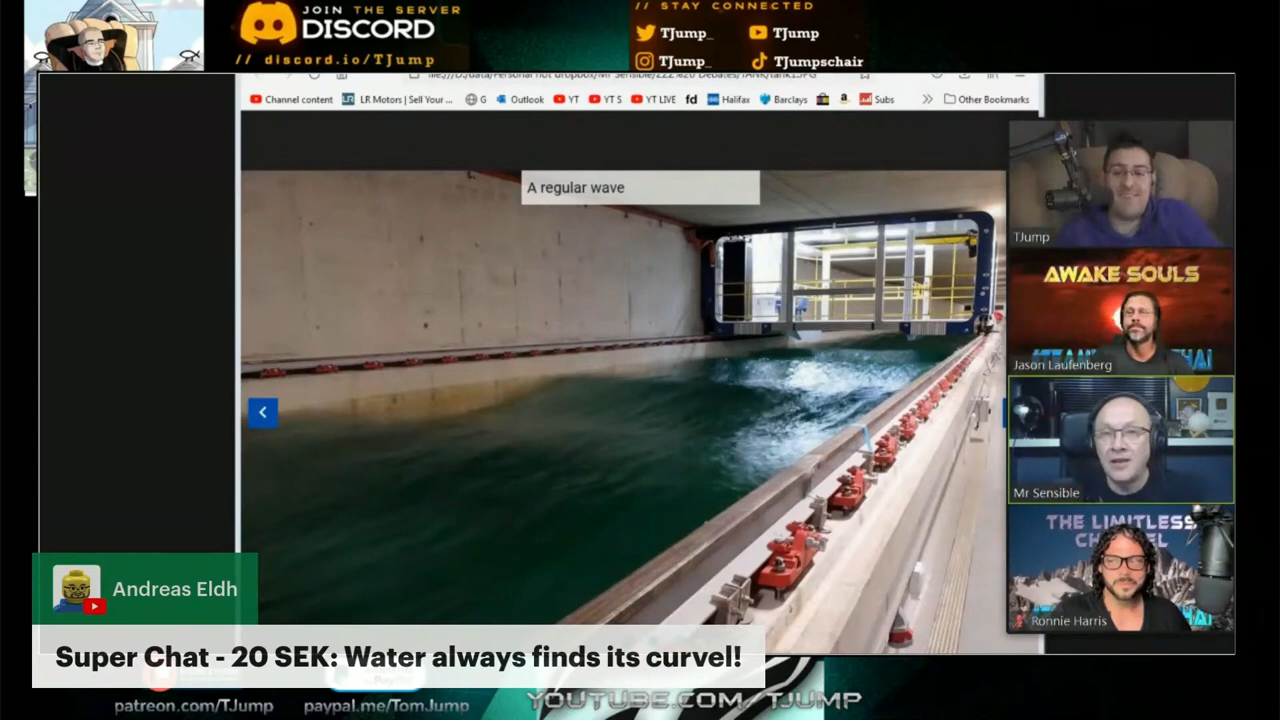 JOIN THE SERVER
DISCORD
// discord.io/TJump
// STAY CONNECTED
TJump_
TJump
TJump_
TJumpschair
Channel content
LR Motors | Sell Your ...
G
Outlook
YT
YT S
YT LIVE
fd
Halifax
Barclays
a
Subs
Other Bookmarks
A regular wave
TJump
AWAKE SOULS
Jason Laufenberg
Mr Sensible
THE LIMITLESS
Ronnie Harris
Andreas Eldh
Super Chat - 20 SEK: Water always finds its curvel!
patreon.com/TJump
paypal.me/TomJump
YOUTUBE.COM/TJUMP